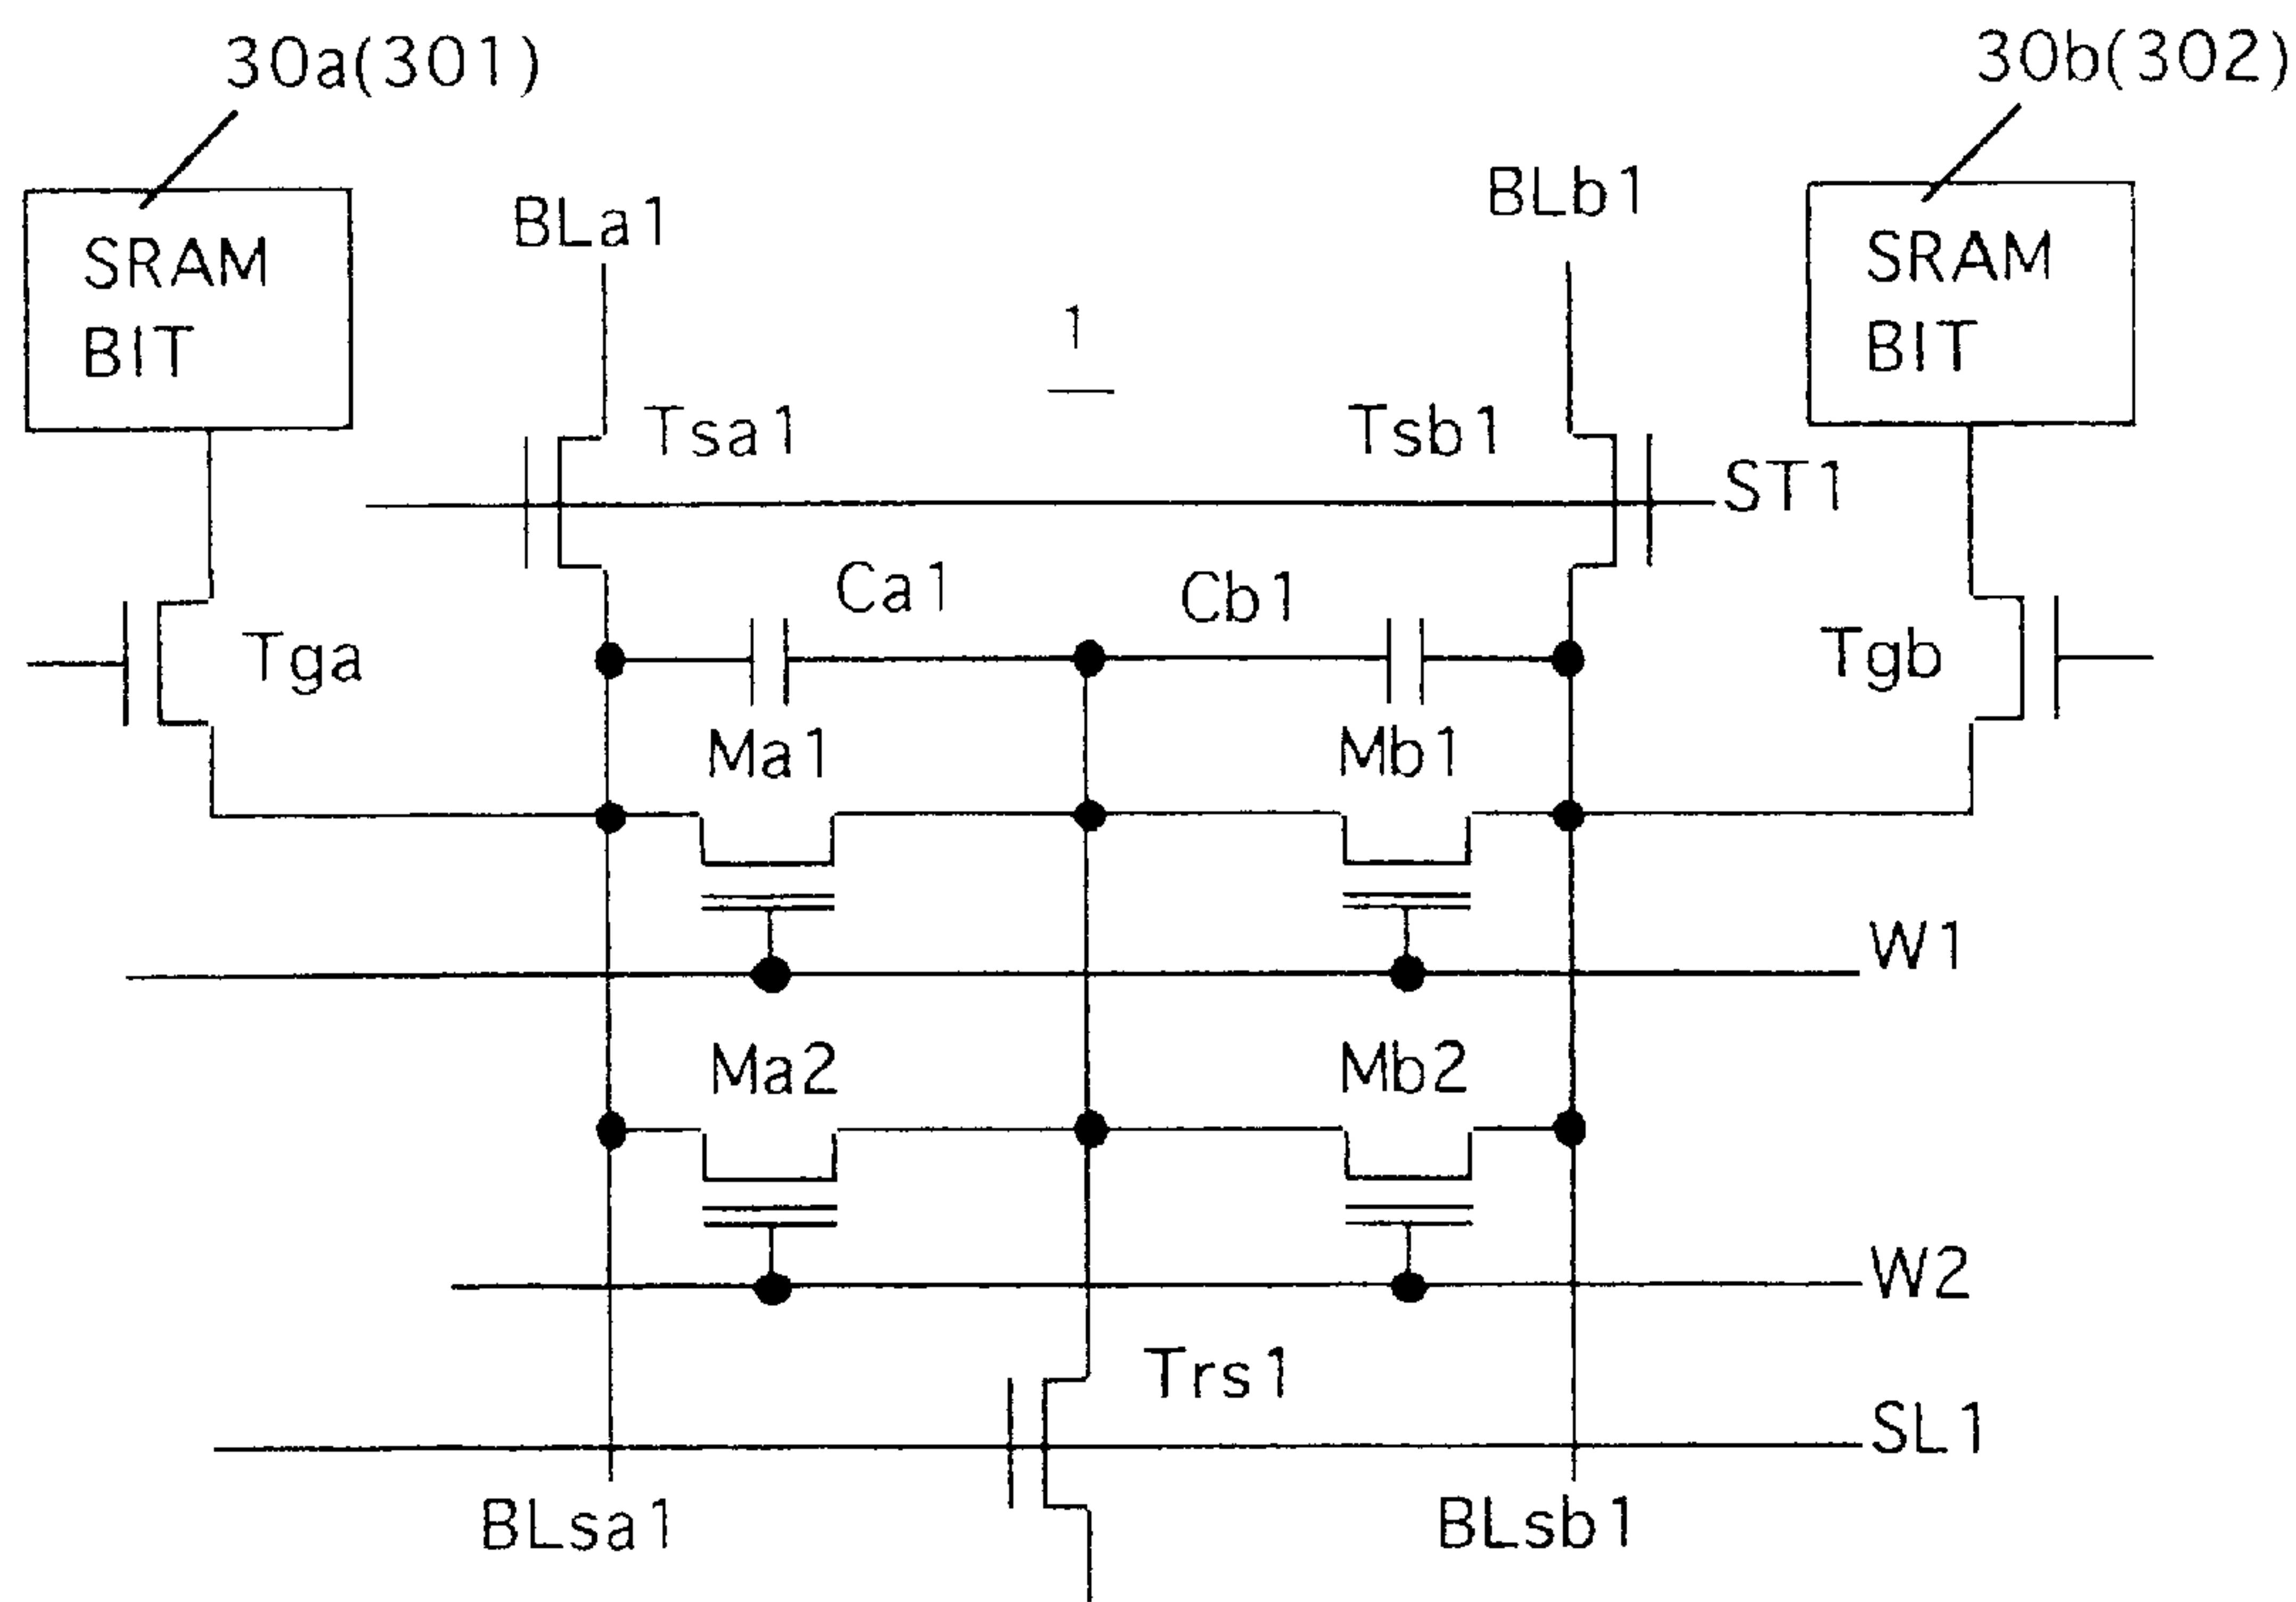 30a(301)
30b(302)
SRAM
BIT
BLa1
BLb1
SRAM
BIT
1
Tsa1
Tsb1
ST1
Ca1
Cb1
Tga
Tgb
Ma1
Mb1
W1
Ma2
Mb2
W2
Trs1
SL1
BLsa1
BLsb1